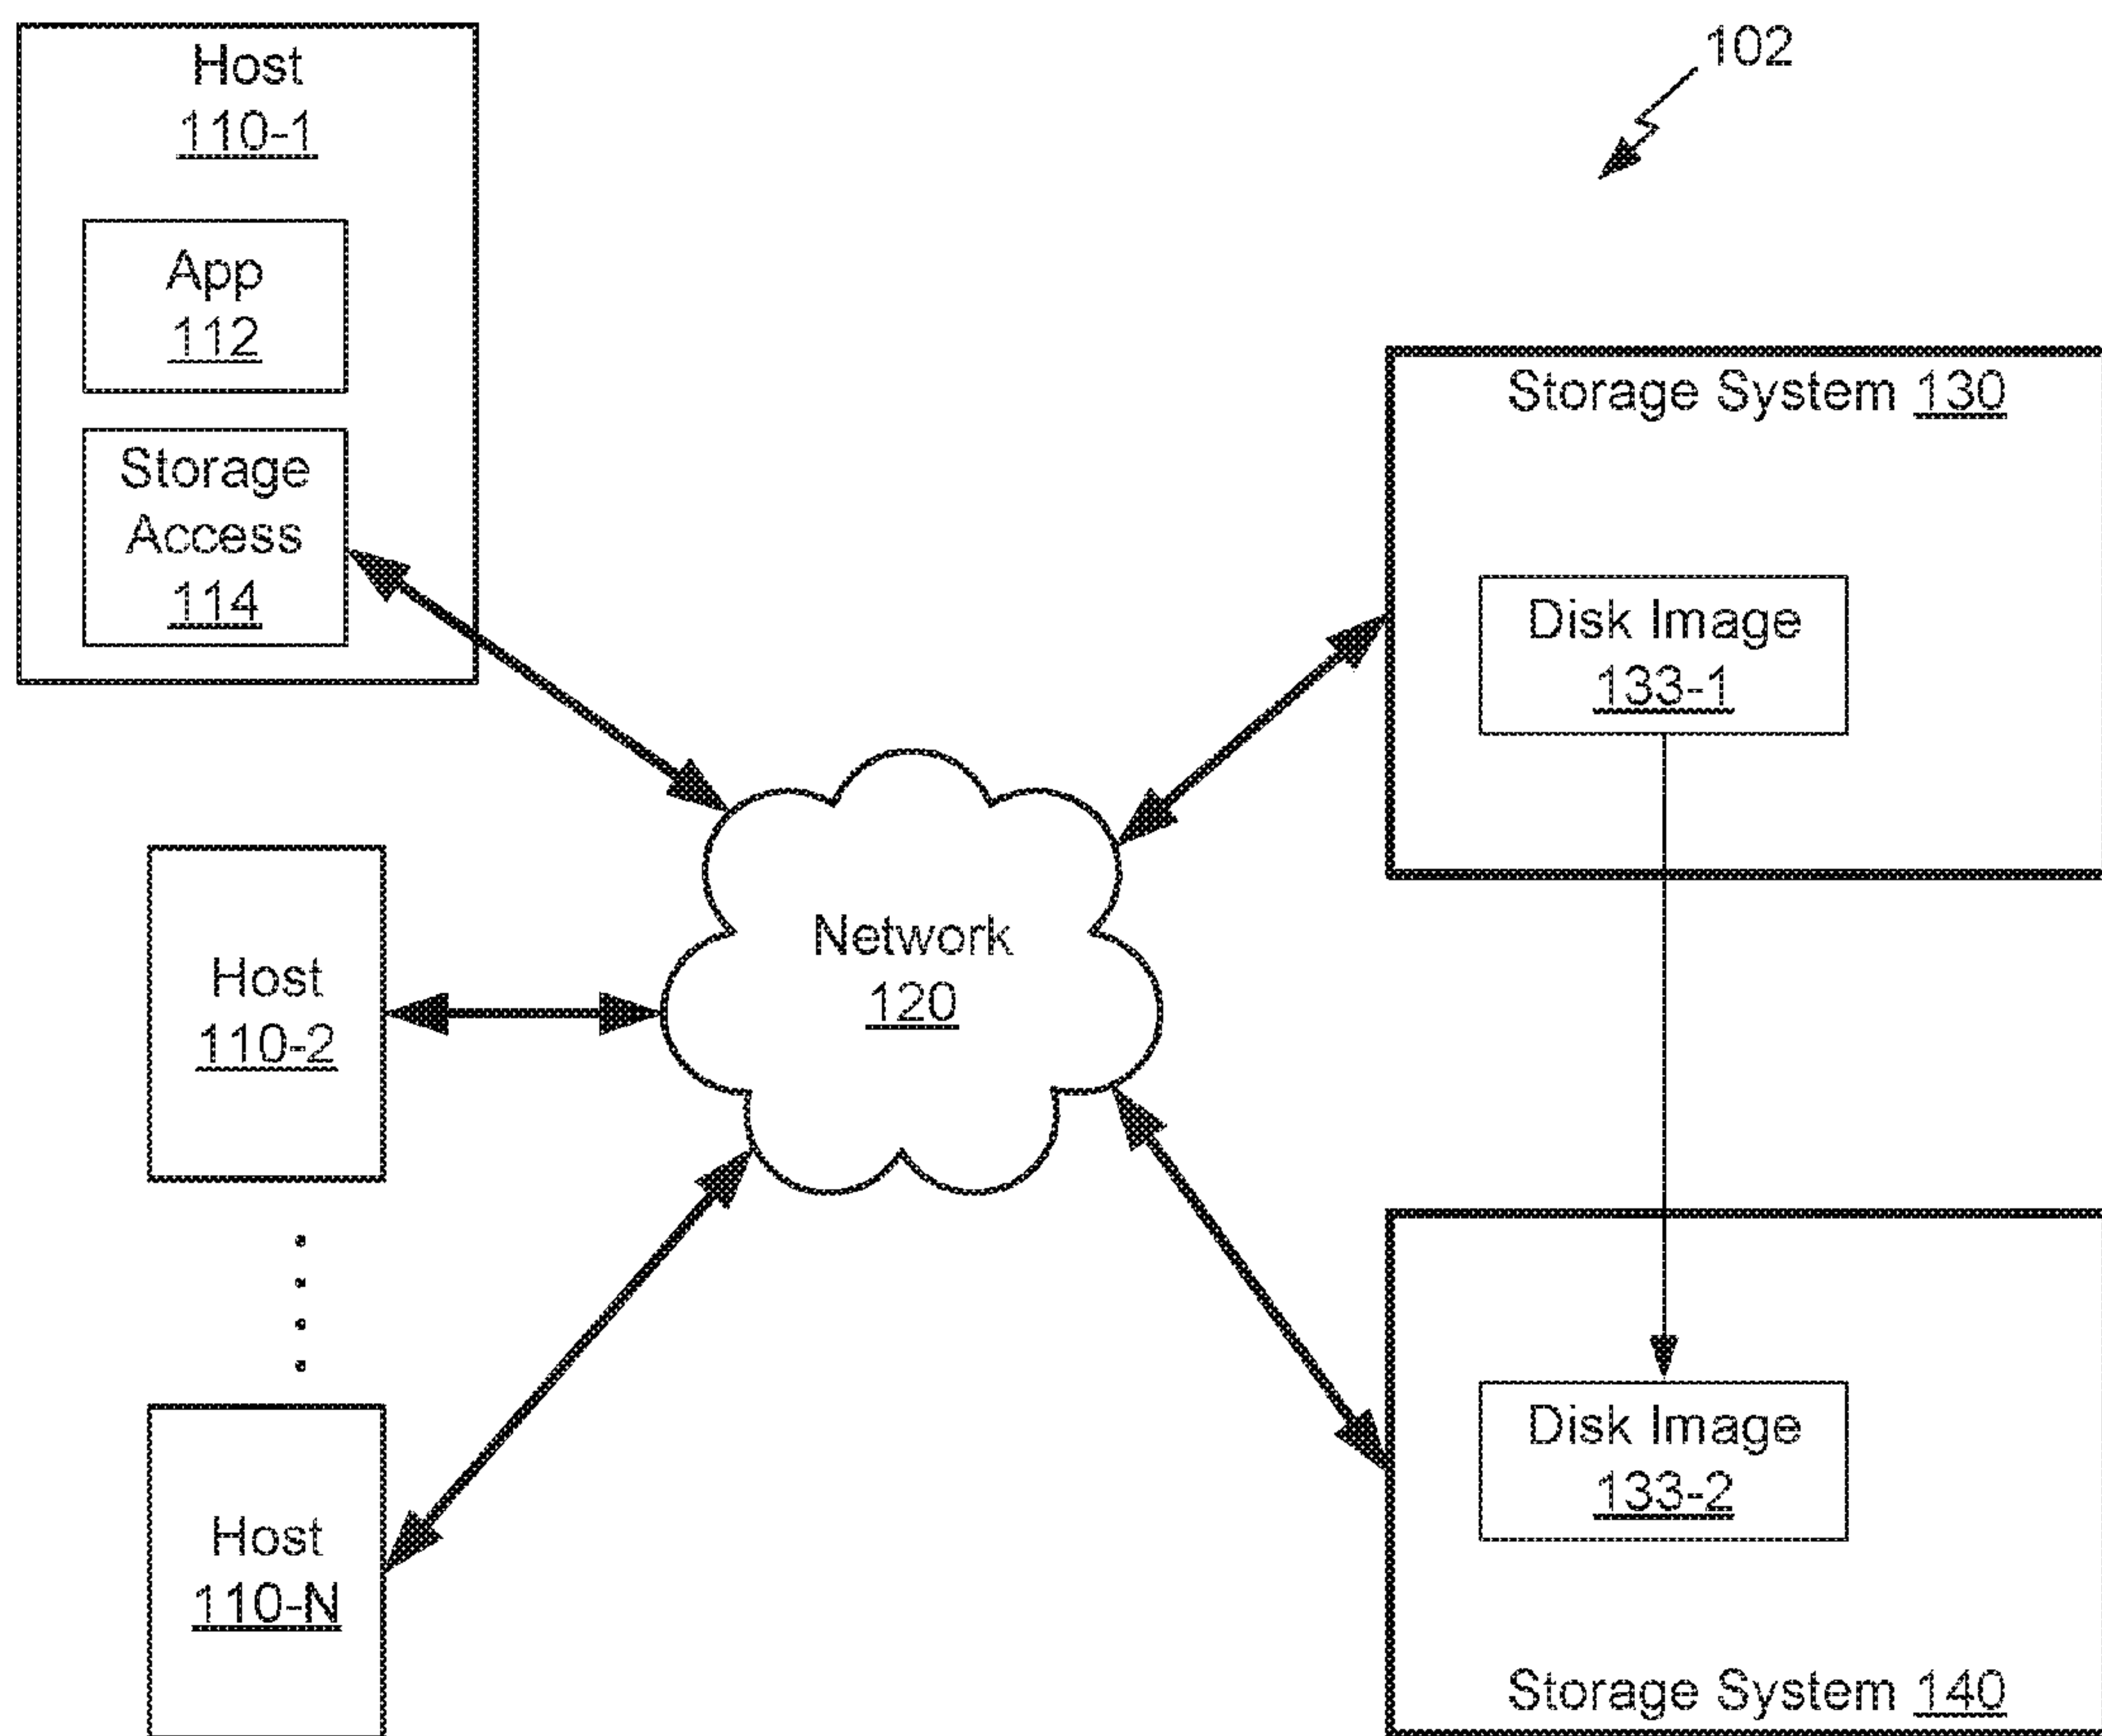 Host
110-1
App
112
Storage
Access
114
Host
110-2
Host
110-N
Network
120
102
Storage System 130
Disk Image
133-1
Disk Image
133-2
Storage System 140